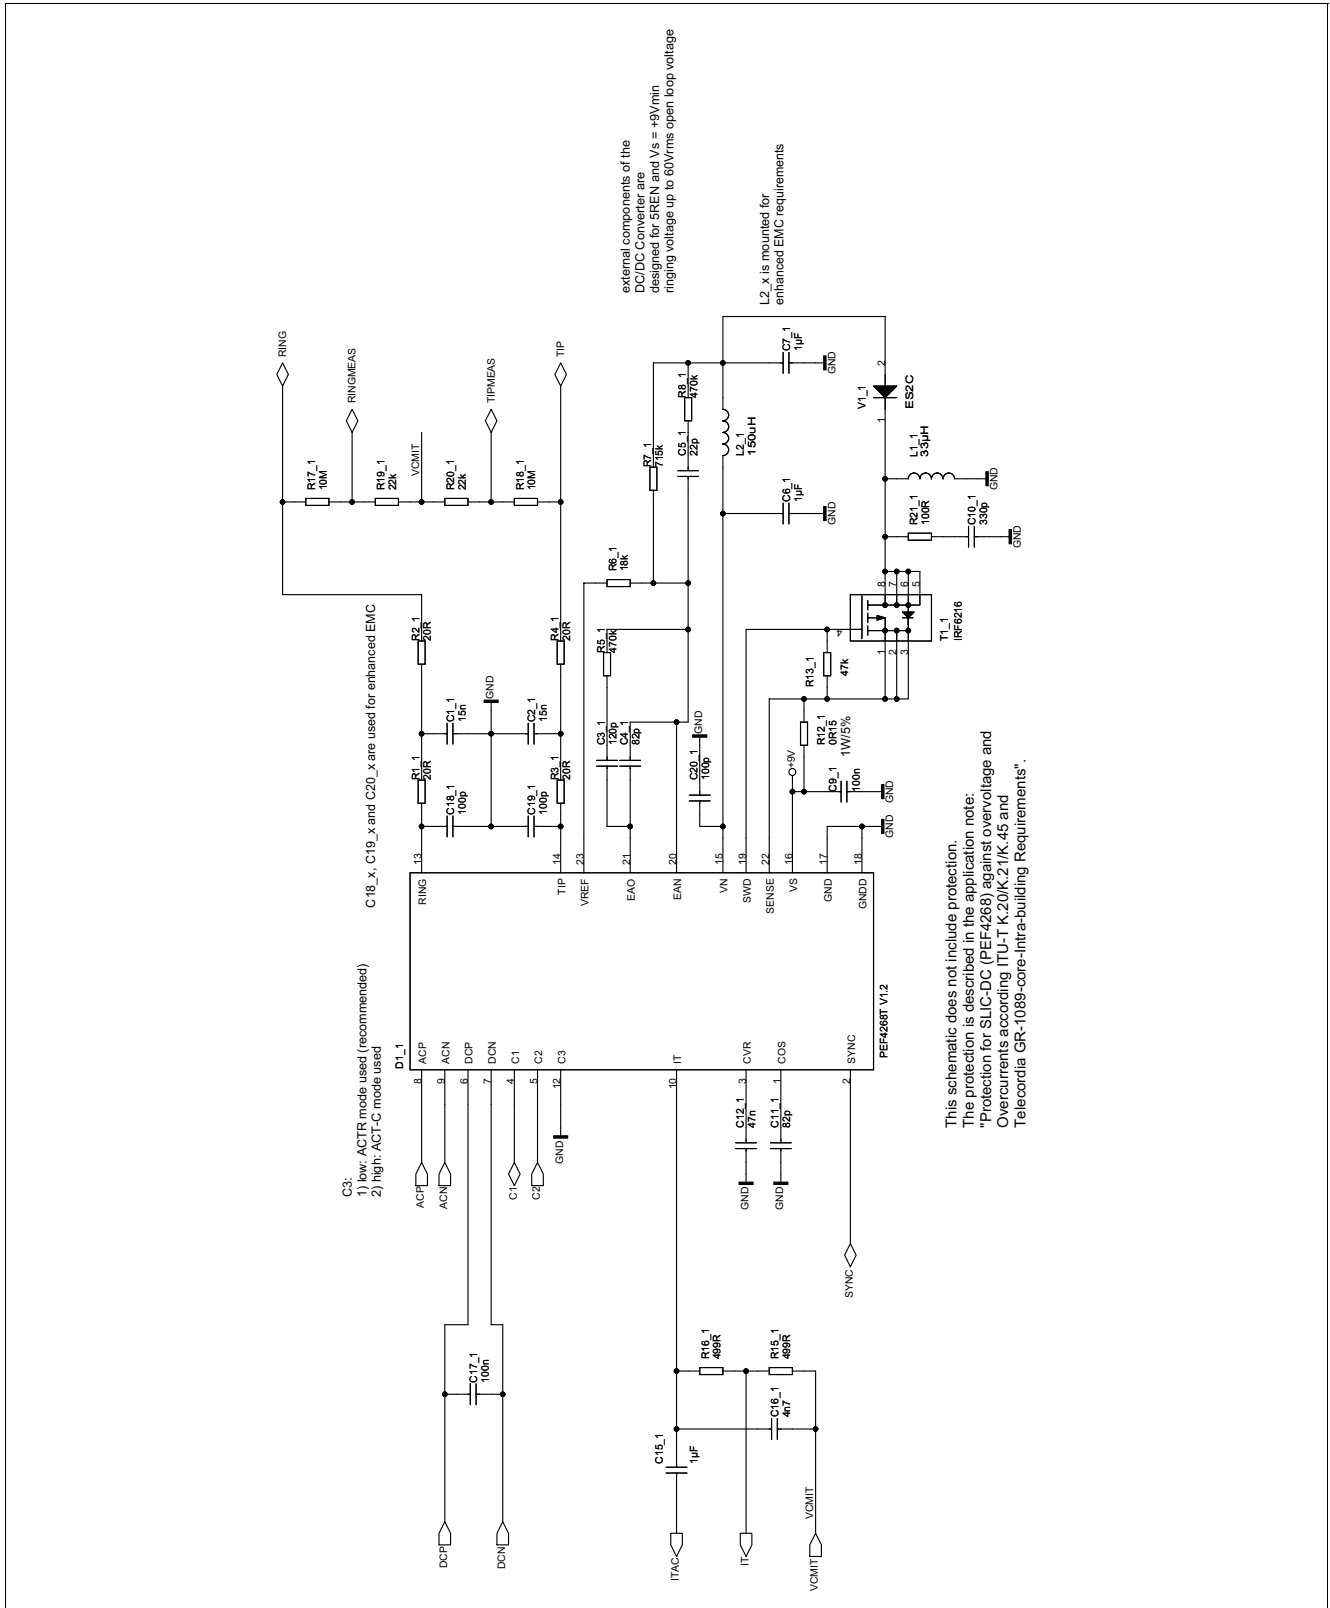 DCP
DCN
C17_1
100n
C3:
1) low: ACTR mode used (recommended)
2) high: ACT-C mode used
ACP
ACN
C1
C2
GND
ITAC
IT
VCMIT
VCMIT
C15_1
1µF
C16_1
4n7
R16_1
499R
R15_1
499R
SYNC
GND
C12_1
47n
GND
C11_1
82p
D1_1
8
ACP
9
ACN
6
DCP
7
DCN
4
C1
5
C2
12
C3
10
IT
3
CVR
1
COS
2
SYNC
PEF4268T V1.2
RING
13
TIP
14
VREF
23
EAO
21
EAN
20
VN
15
SWD
19
SENSE
22
VS
16
GND
17
GNDD
18
C18_x, C19_x and C20_x are used for enhanced EMC
R1_1
20R
R2_1
20R
C18_1
100p
C1_1
15n
GND
C19_1
100p
C2_1
15n
R3_1
20R
R4_1
20R
RING
R17_1
10M
RINGMEAS
R19_1
22k
VCMIT
R20_1
22k
TIPMEAS
R18_1
10M
TIP
C3_1
120p
R5_1
470k
C4_1
82p
R6_1
18k
R7_1
715k
C5_1
22p
R8_1
470k
C20_1
100p
GND
L2_1
150uH
C6_1
1µF
GND
C7_1
1µF
GND
external components of the
DC/DC Converter are
designed for 5REN and Vs = +9Vmin
ringing voltage up to 60Vrms open loop voltage
L2_x is mounted for
enhanced EMC requirements
+9V
R12_1
0R15
1W/5%
C9_1
100n
GND
GND
R13_1
47k
4
1
2
3
8
7
6
5
T1_1
IRF6216
R21_1
100R
C10_1
330p
GND
L1_1
33µH
GND
1
V1_1
2
ES2C
This schematic does not include protection.
The protection is described in the application note:
"Protection for SLIC-DC (PEF4268) against overvoltage and
Overcurrents according ITU-T K.20/K.21/K.45 and
Telecordia GR-1089-core-Intra-building Requirements".